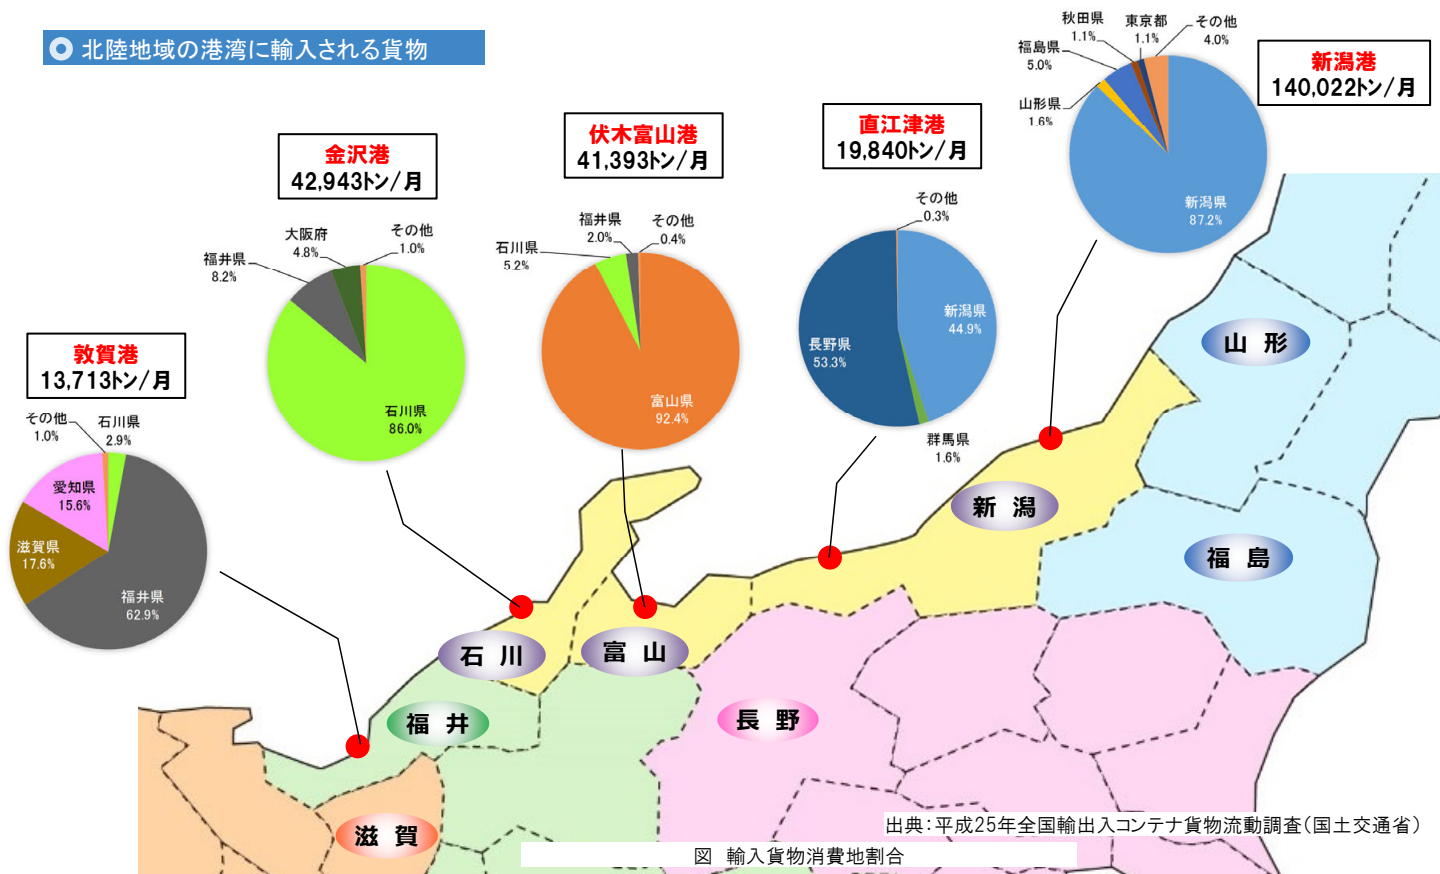 北陸地域の港湾に輸入される貨物
新潟港
140,022トン/月
秋田県
1.1%
東京都
1.1%
その他
4.0%
福島県
5.0%
山形県
1.6%
新潟県
87.2%
直江津港
19,840トン/月
その他
0.3%
新潟県
44.9%
長野県
53.3%
群馬県
1.6%
伏木富山港
41,393トン/月
福井県
2.0%
その他
0.4%
石川県
5.2%
富山県
92.4%
金沢港
42,943トン/月
大阪府
4.8%
その他
1.0%
福井県
8.2%
石川県
86.0%
敦賀港
13,713トン/月
その他
1.0%
石川県
2.9%
愛知県
15.6%
滋賀県
17.6%
福井県
62.9%
山形
新潟
福島
石川
富山
福井
長野
滋賀
出典：平成25年全国輸出入コンテナ貨物流動調査（国土交通省）
図 輸入貨物消費地割合